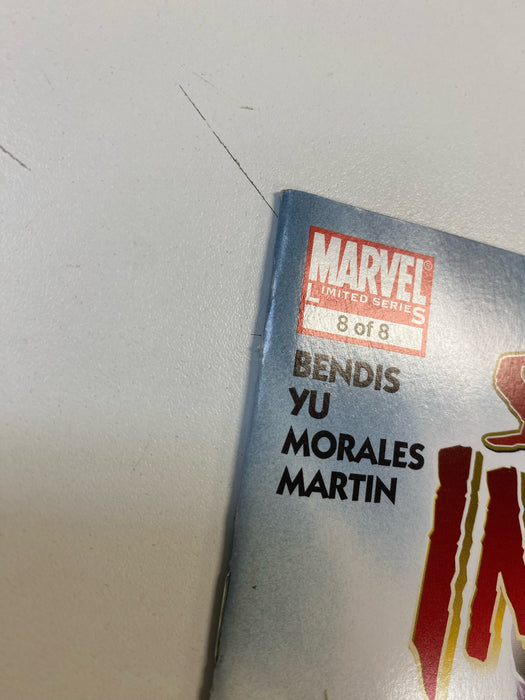 MARVEL®
LIMITED SERIES
8 of 8
BENDIS
YU
MORALES
MARTIN